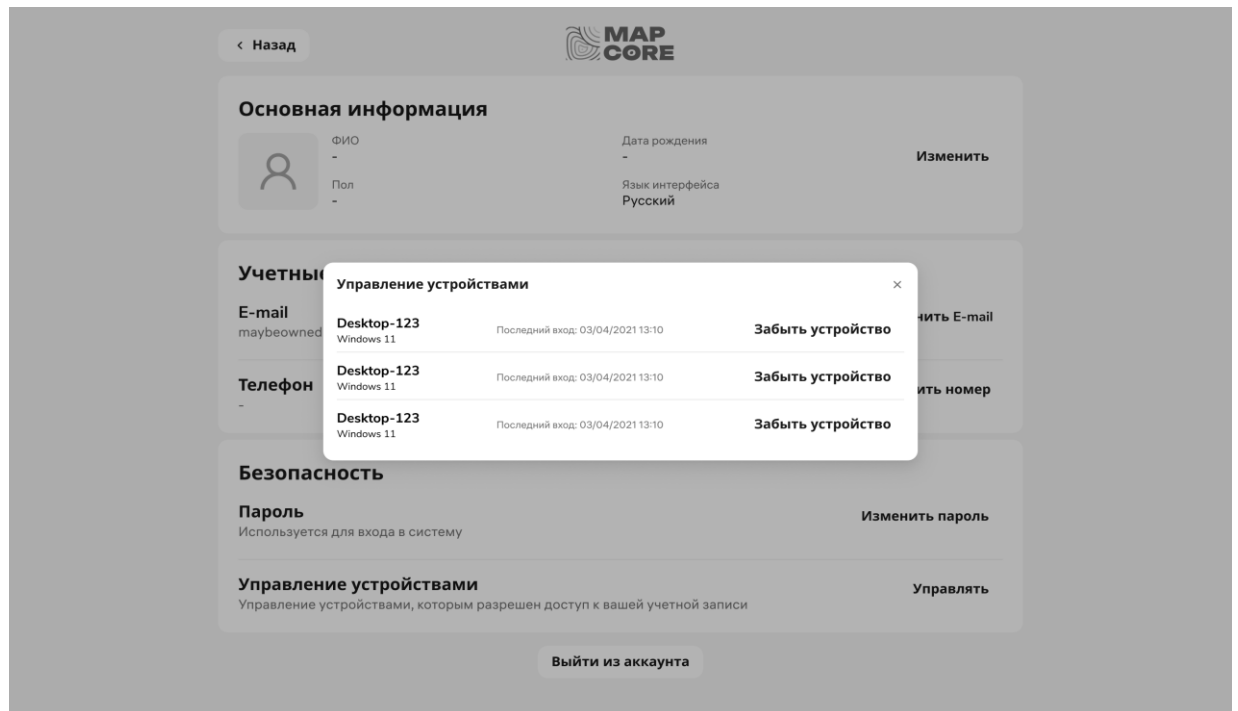 Назад
MAP
CORE
Основная информация
ФИО
-
Дата рождения
-
Изменить
Пол
-
Язык интерфейса
Русский
Учетны
Управление устройствами
E-mail
maybeowned
нить E-mail
Desktop-123
Windows 11
Последний вход: 03/04/2021 13:10
Забыть устройство
Desktop-123
Windows 11
Последний вход: 03/04/2021 13:10
Забыть устройство
Телефон
-
ить номер
Desktop-123
Windows 11
Последний вход: 03/04/2021 13:10
Забыть устройство
Безопасность
Пароль
Используется для входа в систему
Изменить пароль
Управление устройствами
Управление устройствами, которым разрешен доступ к вашей учетной записи
Управлять
Выйти из аккаунта